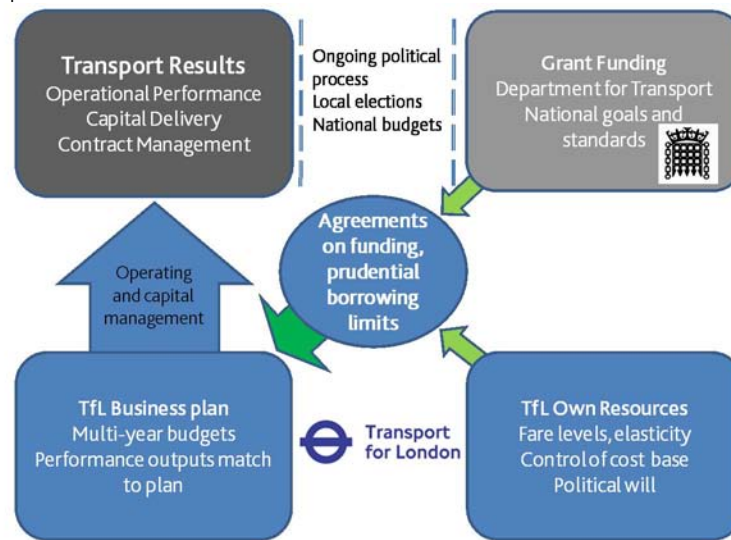 Transport Results
Operational Performance
Capital Delivery
Contract Management
Ongoing political
process
Local elections
National budgets
Grant Funding
Department for Transport
National goals and
standards
Agreements
on funding,
prudential
borrowing
limits
Operating
and capital
management
TfL Business plan
Multi-year budgets
Performance outputs match
to plan
Transport
for London
TfL Own Resources
Fare levels, elasticity
Control of cost base
Political will